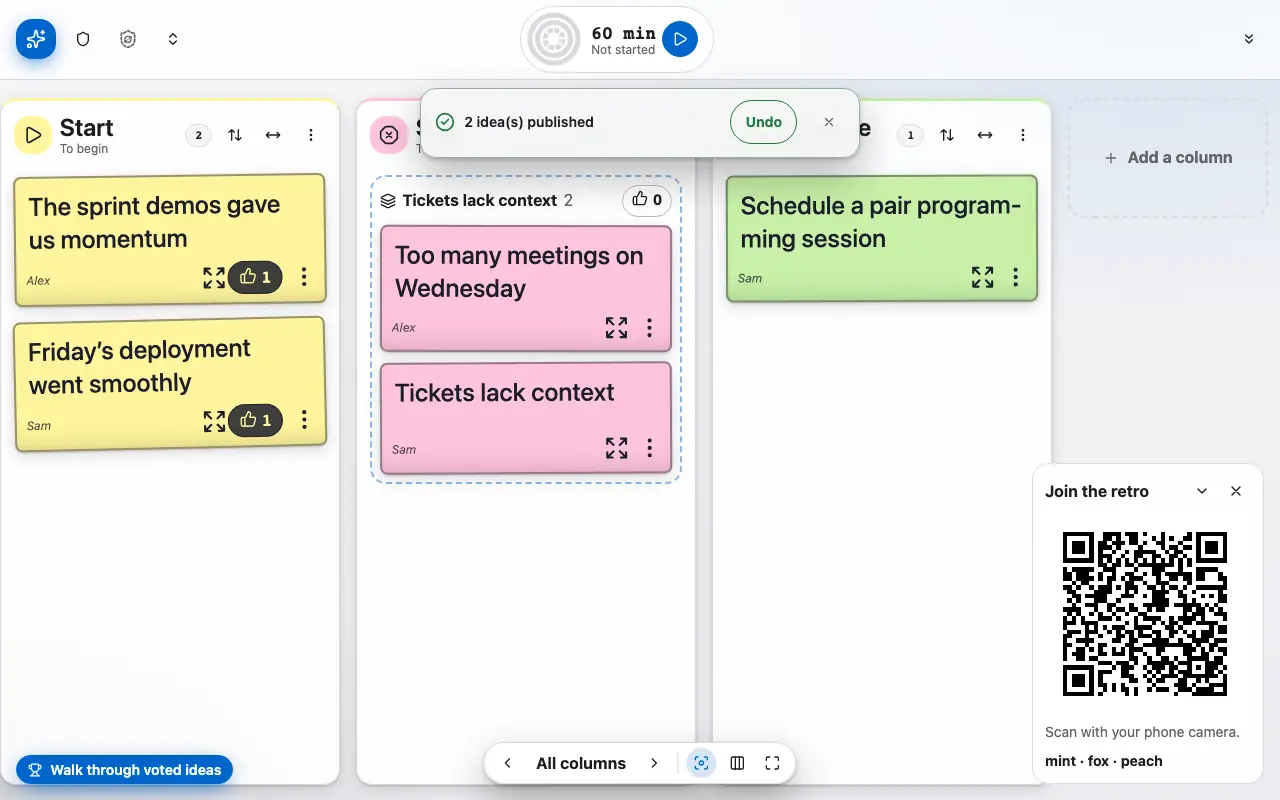 60 min
Not started
2 idea(s) published
Undo
Start
To begin
2
The sprint demos gave
us momentum
Alex
1
Friday's deployment
went smoothly
Sam
1
Tickets lack context 2
0
Too many meetings on
Wednesday
Alex
Tickets lack context
Sam
1
Schedule a pair program-
ming session
Sam
+ Add a column
Join the retro
Scan with your phone camera.
mint · fox · peach
Walk through voted ideas
All columns